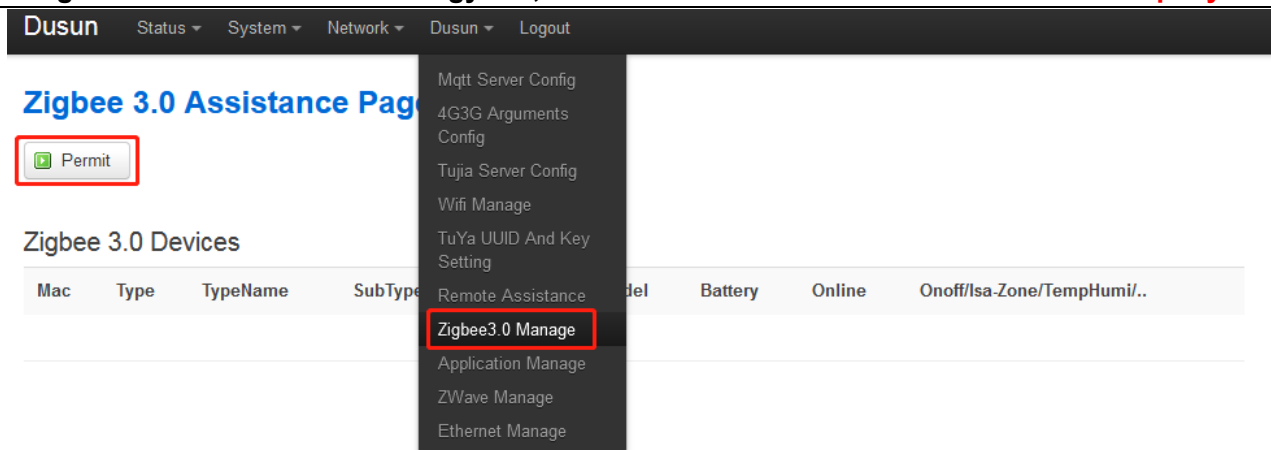 Dusun Status System Network Dusun Logout
Mqtt Server Config
Zigbee 3.0 Assistance Pag
4G3G Arguments
Config
Permit
Tujia Server Config
Wifi Manage
TuYa UUID And Key
Setting
Zigbee 3.0 Devices
Mac Type TypeName SubType del Battery Online Onoff/Isa-Zone/TempHumi/..
Remote Assistance
Zigbee3.0 Manage
Application Manage
ZWave Manage
Ethernet Manage